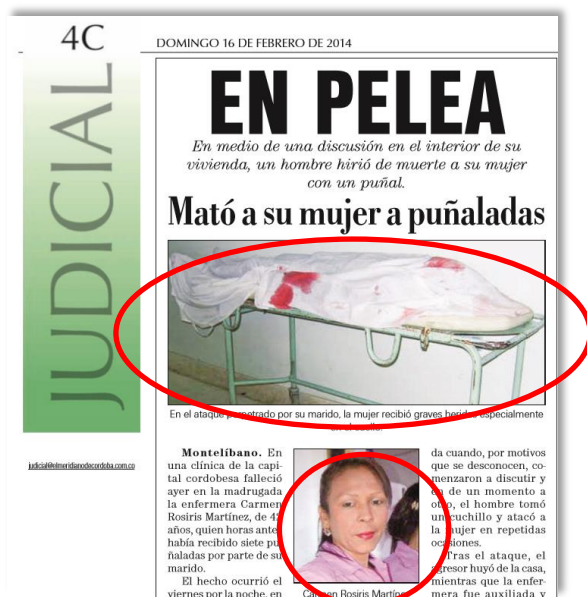 4C
DOMINGO 16 DE FEBRERO DE 2014
JUDICIAL
EN PELEA
En medio de una discusión en el interior de su
vivienda, un hombre hirió de muerte a su mujer
con un puñal.
Mató a su mujer a puñaladas
En el ataque perpetrado por su marido, la mujer recibió graves heridas especialmente
judicial@elmeridianodecordoba.com.co
Montelíbano. En
una clínica de la capi-
tal cordobesa falleció
ayer en la madrugada
la enfermera Carmen
Rosiris Martínez, de
años, quien horas antes
había recibido siete pu-
ñaladas por parte de su
marido.
El hecho ocurrió el
viernes por la noche, en
Carmen Rosiris Martínez
da cuando, por motivos
que se desconocen, co-
menzaron a discutir y
en de un momento a
otro, el hombre tomó
un cuchillo y atacó a
la mujer en repetidas
ocasiones.
Tras el ataque, el
agresor huyó de la casa,
mientras que la enfer-
mera fue auxiliada y